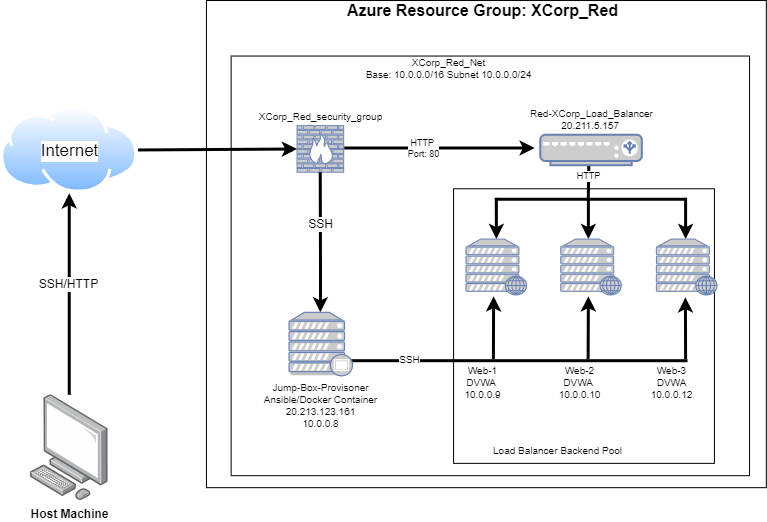 Azure Resource Group: XCorp_Red
XCorp_Red_Net
Base: 10.0.0.0/16 Subnet 10.0.0.0/24
XCorp_Red_security_group
Red-XCorp_Load_Balancer
20.211.5.157
Internet
HTTP
Port: 80
HTTP
SSH
SSH/HTTP
SSH
Jump-Box-Provisoner
Ansible/Docker Container
20.213.123.161
10.0.0.8
Web-1
DVWA
10.0.0.9
Web-2
DVWA
10.0.0.10
Web-3
DVWA
10.0.0.12
Load Balancer Backend Pool
Host Machine